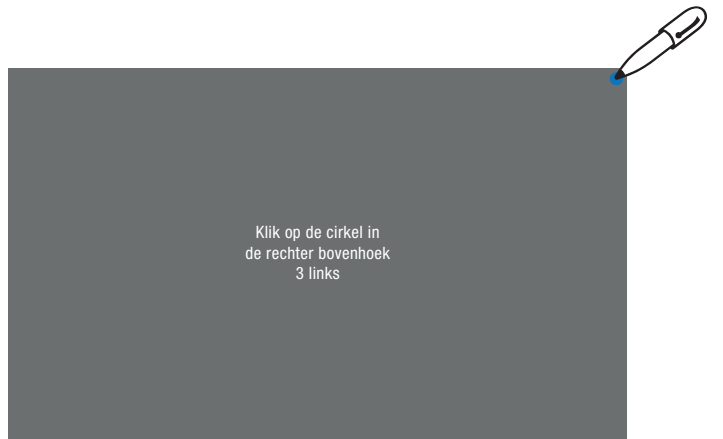 Klik op de cirkel in
de rechter bovenhoek
3 links